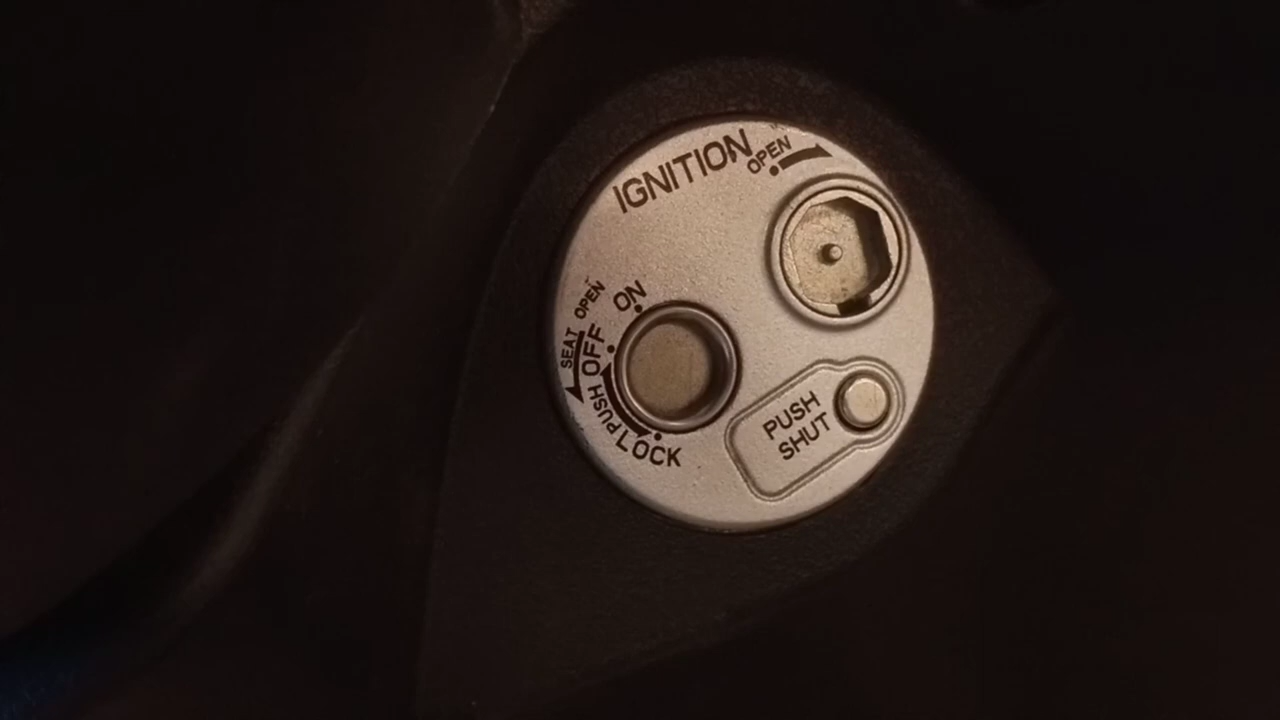 IGNITION
OPEN
ON
SEAT OPEN
OFF
PUSH
LOCK
PUSH
SHUT